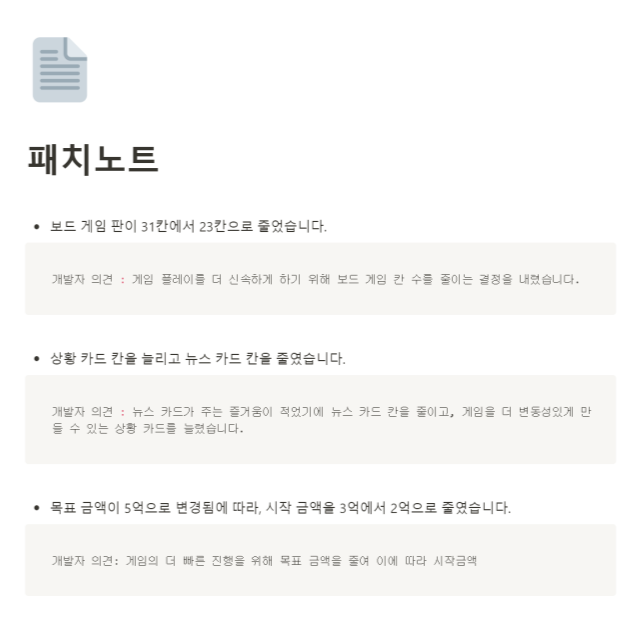 패치노트
보드 게임 판이 31칸에서 23칸으로 줄었습니다.
개발자 의견 : 게임 플레이를 더 신속하게 하기 위해 보드 게임 칸 수를 줄이는 결정을 내렸습니다.
상황 카드 칸을 늘리고 뉴스 카드 칸을 줄였습니다.
개발자 의견 : 뉴스 카드가 주는 즐거움이 적었기에 뉴스 카드 칸을 줄이고, 게임을 더 변동성있게 만
들 수 있는 상황 카드를 늘렸습니다.
목표 금액이 5억으로 변경됨에 따라, 시작 금액을 3억에서 2억으로 줄였습니다.
개발자 의견: 게임의 더 빠른 진행을 위해 목표 금액을 줄여 이에 따라 시작금액